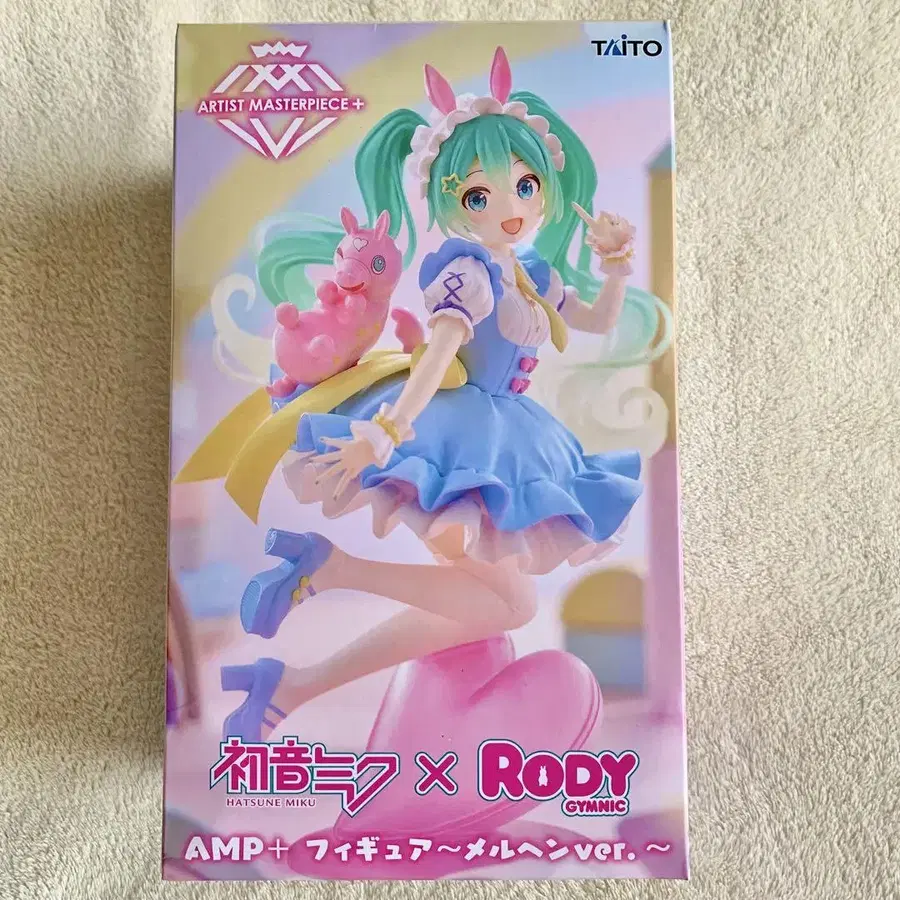 TAITO
ARTIST MASTERPIECE+
初音ミク × RODY
HATSUNE MIKU
GYMNIC
AMP+ フィギュア～メルヘンver.～